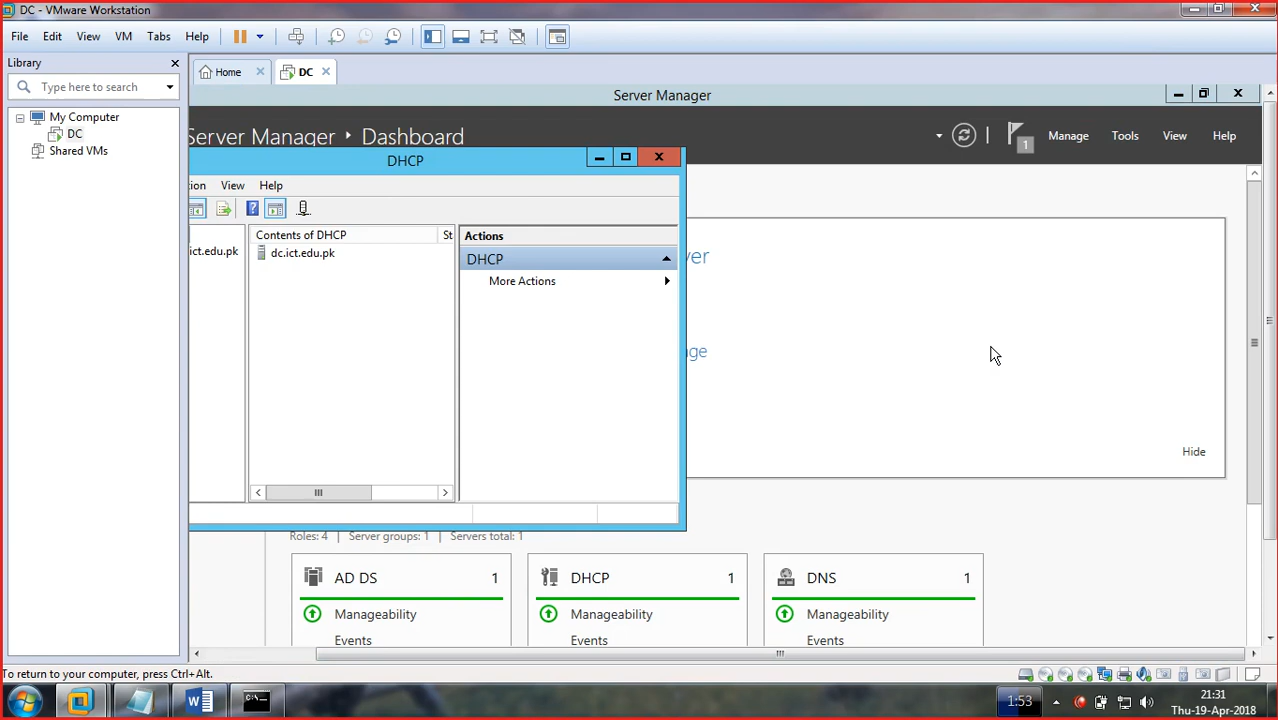 DC - VMware Workstation
File Edit View VM Tabs Help
Library
Type here to search
My Computer
DC
Shared VMs
Home
DC
Server Manager
Server Manager • Dashboard
1
Manage Tools View Help
DHCP
ion View Help
ict.edu.pk
Contents of DHCP St
dc.ict.edu.pk
Actions
DHCP
More Actions
ver
ge
Hide
Roles: 4 | Server groups: 1 | Servers total: 1
AD DS 1
Manageability
Events
DHCP 1
Manageability
Events
DNS 1
Manageability
Events
To return to your computer, press Ctrl+Alt.
1:53
21:31
Thu-19-Apr-2018